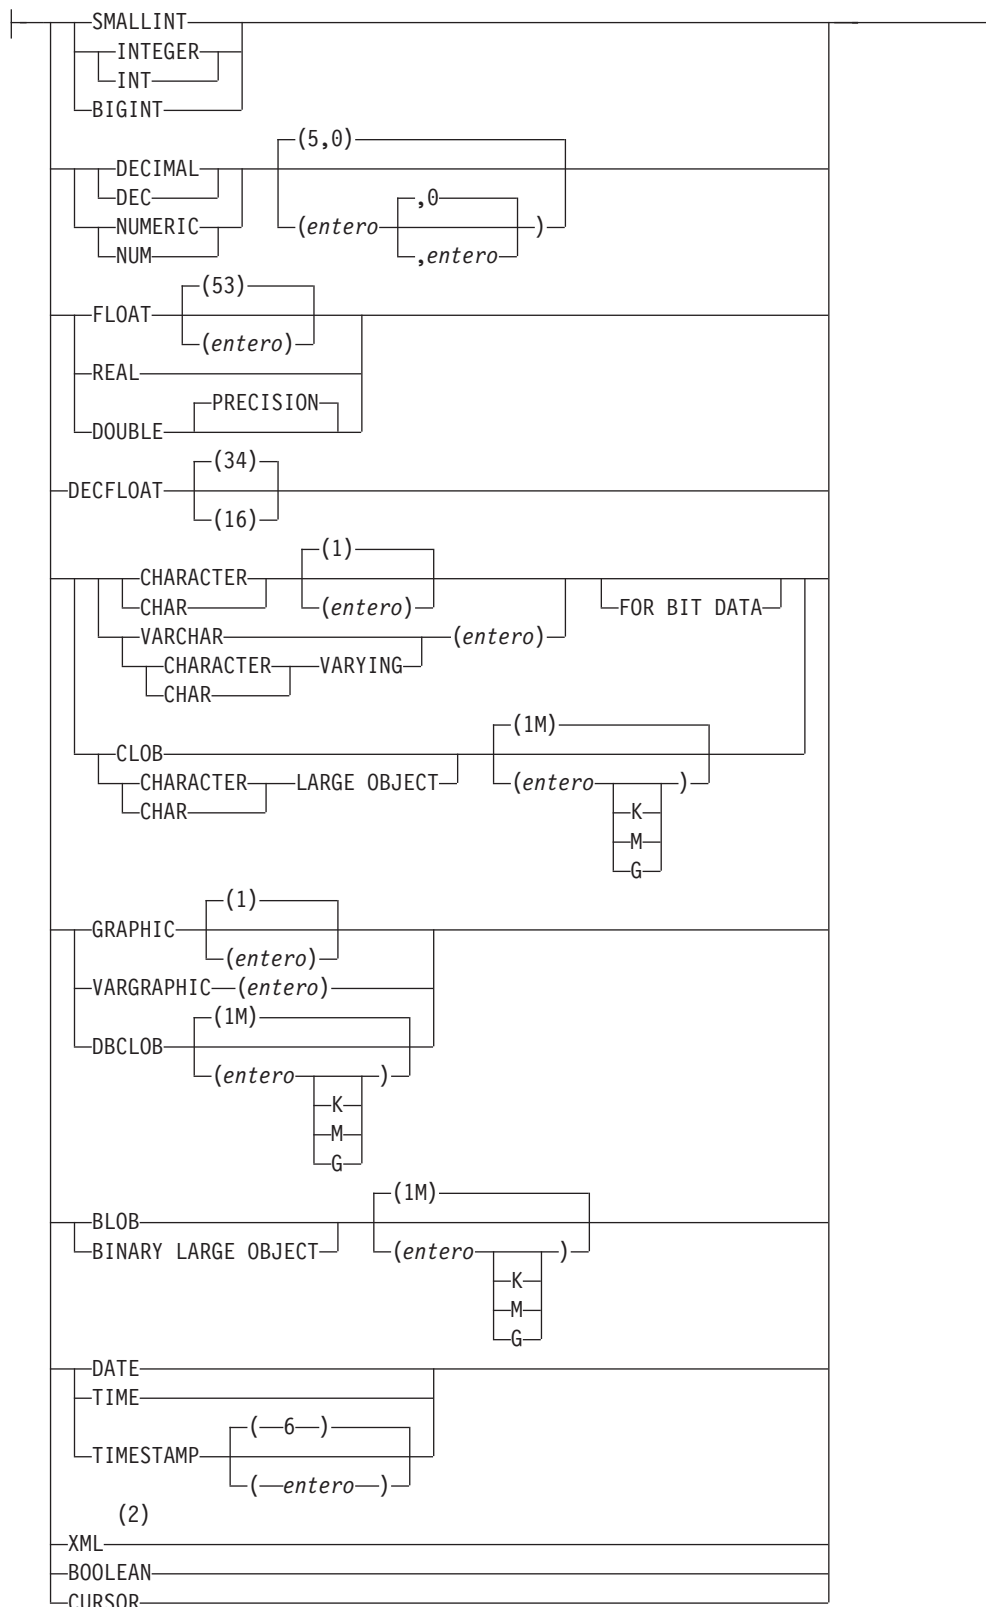 SMALLINT
INTEGER
INT
BIGINT
(5,0)
DECIMAL
DEC
,0
NUMERIC
(entero )
NUM
,entero
(53)
FLOAT
(entero)
REAL
PRECISION
DOUBLE
(34)
DECFLOAT
(16)
(1)
CHARACTER
CHAR
(entero)
FOR BIT DATA
VARCHAR
(entero)
CHARACTER VARYING
CHAR
(1M)
CLOB
CHARACTER LARGE OBJECT
(entero )
CHAR
K
M
G
(1)
GRAPHIC
(entero)
VARGRAPHIC (entero)
(1M)
DBCLOB
(entero )
K
M
G
(1M)
BLOB
BINARY LARGE OBJECT
(entero )
K
M
G
DATE
TIME
( 6 )
TIMESTAMP
( entero )
(2)
XML
BOOLEAN
CURSOR